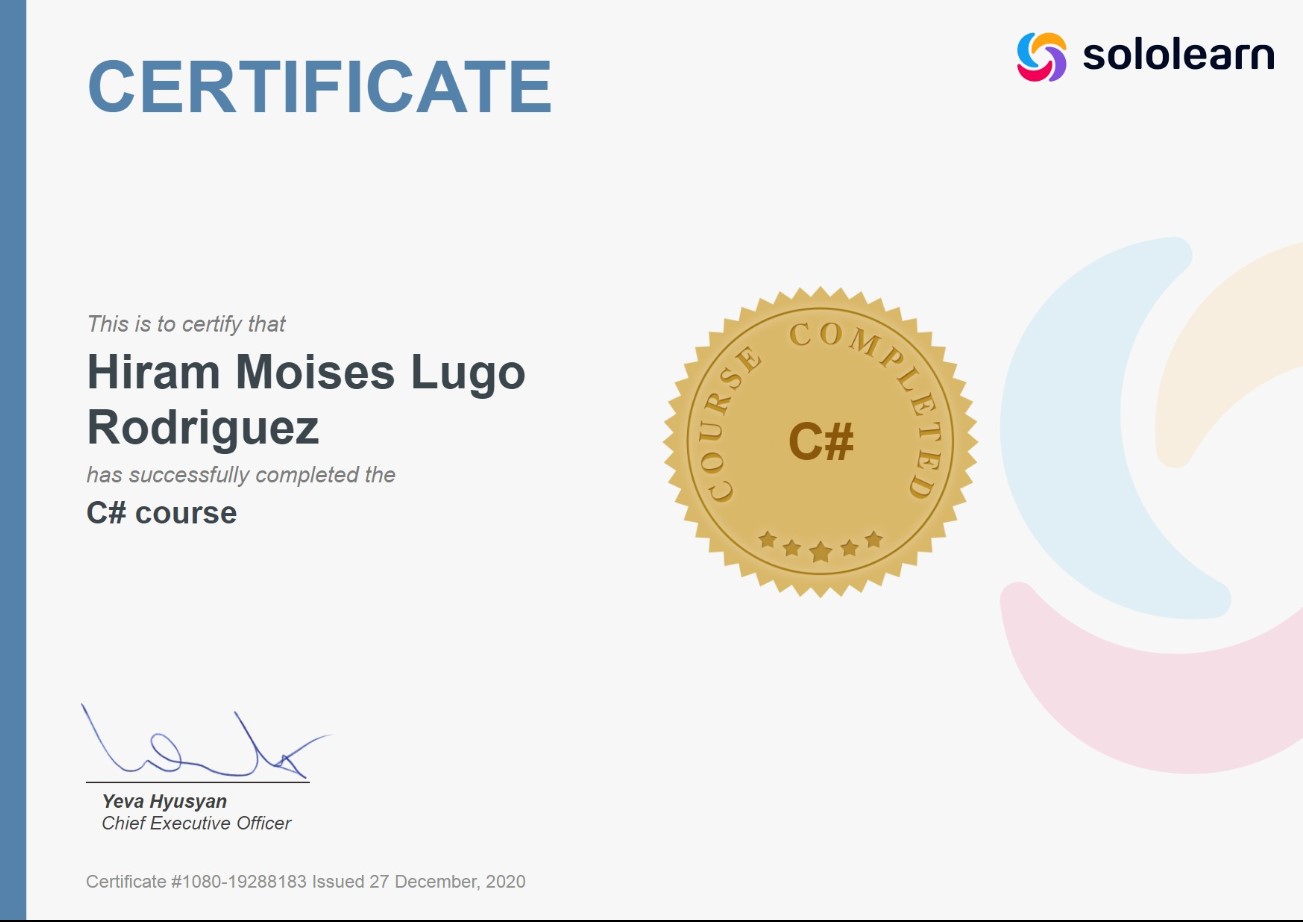 CERTIFICATE
sololearn
This is to certify that
Hiram Moises Lugo
Rodriguez
has successfully completed the
C# course
COURSE COMPLETED
C#
Yeva Hyusyan
Chief Executive Officer
Certificate #1080-19288183 Issued 27 December, 2020